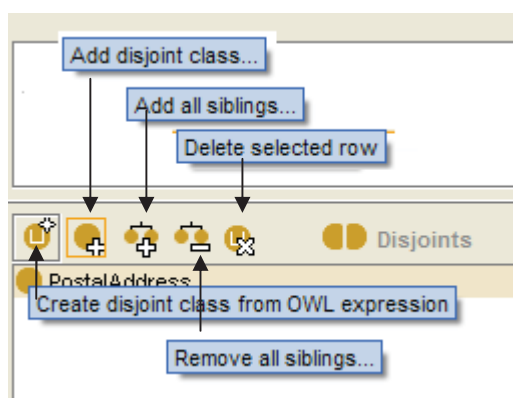 Add disjoint class...
Add all siblings...
Delete selected row
Disjoints
PostalAddress
Create disjoint class from OWL expression
Remove all siblings...